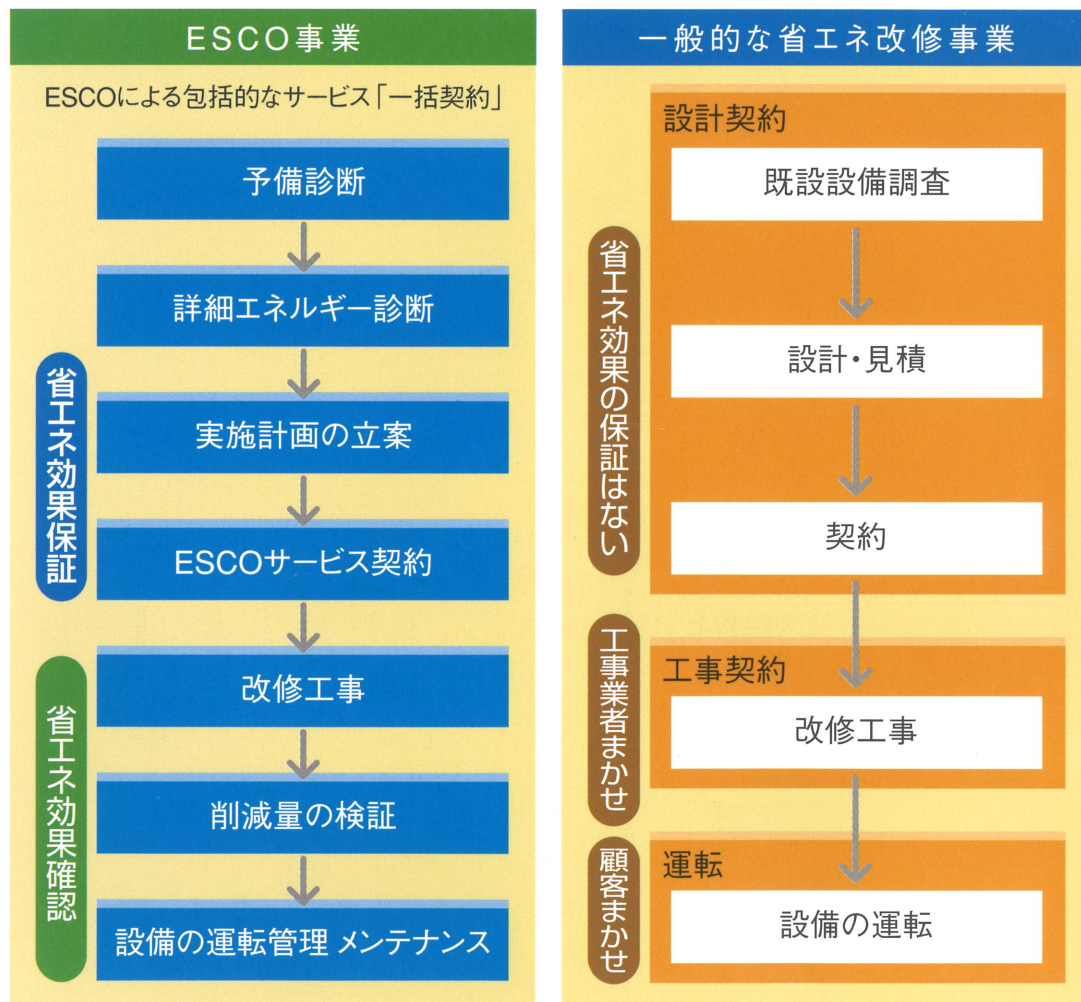 ESCO事業
ESCOによる包括的なサービス「一括契約」
予備診断
詳細エネルギー診断
実施計画の立案
ESCOサービス契約
改修工事
削減量の検証
設備の運転管理 メンテナンス
省エネ効果保証
省エネ効果確認
一般的な省エネ改修事業
設計契約
既設設備調査
設計・見積
契約
省エネ効果の保証はない
工事契約
改修工事
工事業者まかせ
運転
設備の運転
顧客まかせ